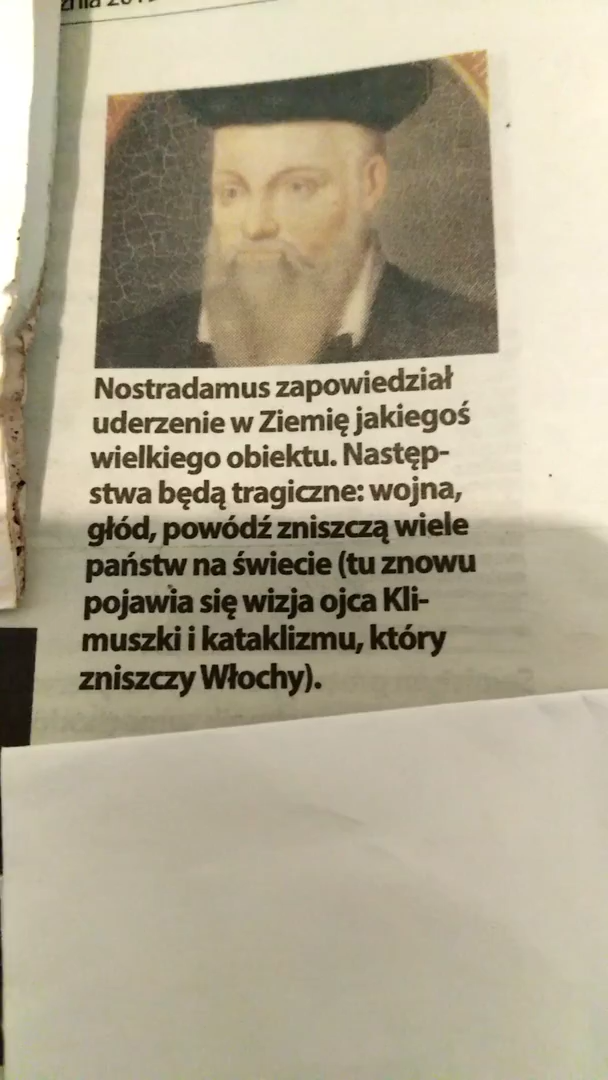 Nostradamus zapowiedział
uderzenie w Ziemię jakiegoś
wielkiego obiektu. Następ-
stwa będą tragiczne: wojna,
głód, powódź zniszczą wiele
państw na świecie (tu znowu
pojawia się wizja ojca Kli-
muszki i kataklizmu, który
zniszczy Włochy).